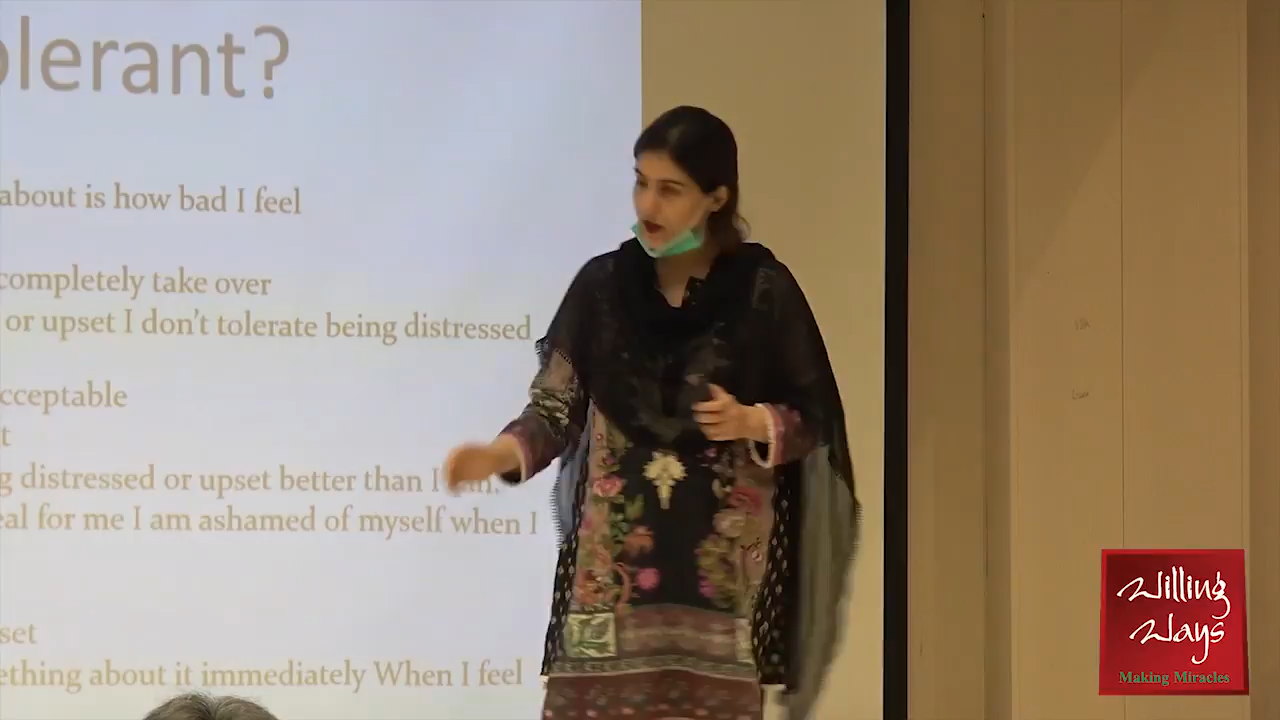 olerant?
about is how bad I feel
completely take over
or upset I don't tolerate being distressed
cceptable
t
g distressed or upset better than I can.
eal for me I am ashamed of myself when I
set
ething about it immediately When I feel
Willing
Ways
Making Miracles